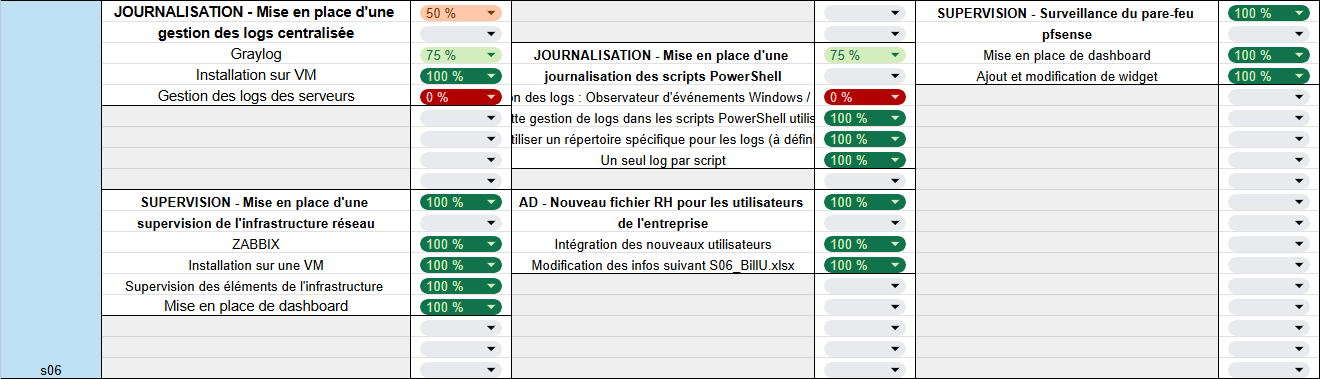 JOURNALISATION - Mise en place d'une 50 %
gestion des logs centralisée
Graylog 75 %
Installation sur VM 100 %
Gestion des logs des serveurs 0 %
SUPERVISION - Mise en place d'une 100 %
supervision de l'infrastructure réseau
ZABBIX 100 %
Installation sur une VM 100 %
Supervision des éléments de l'infrastructure 100 %
Mise en place de dashboard 100 %
JOURNALISATION - Mise en place d'une 75 %
journalisation des scripts PowerShell
on des logs : Observateur d'événements Windows / 0 %
tte gestion de logs dans les scripts PowerShell utilis 100 %
tiliser un répertoire spécifique pour les logs (à défini 100 %
Un seul log par script 100 %
AD - Nouveau fichier RH pour les utilisateurs 100 %
de l'entreprise
Intégration des nouveaux utilisateurs 100 %
Modification des infos suivant S06_BillU.xlsx 100 %
SUPERVISION - Surveillance du pare-feu 100 %
pfsense 100 %
Mise en place de dashboard 100 %
Ajout et modification de widget 100 %
s06